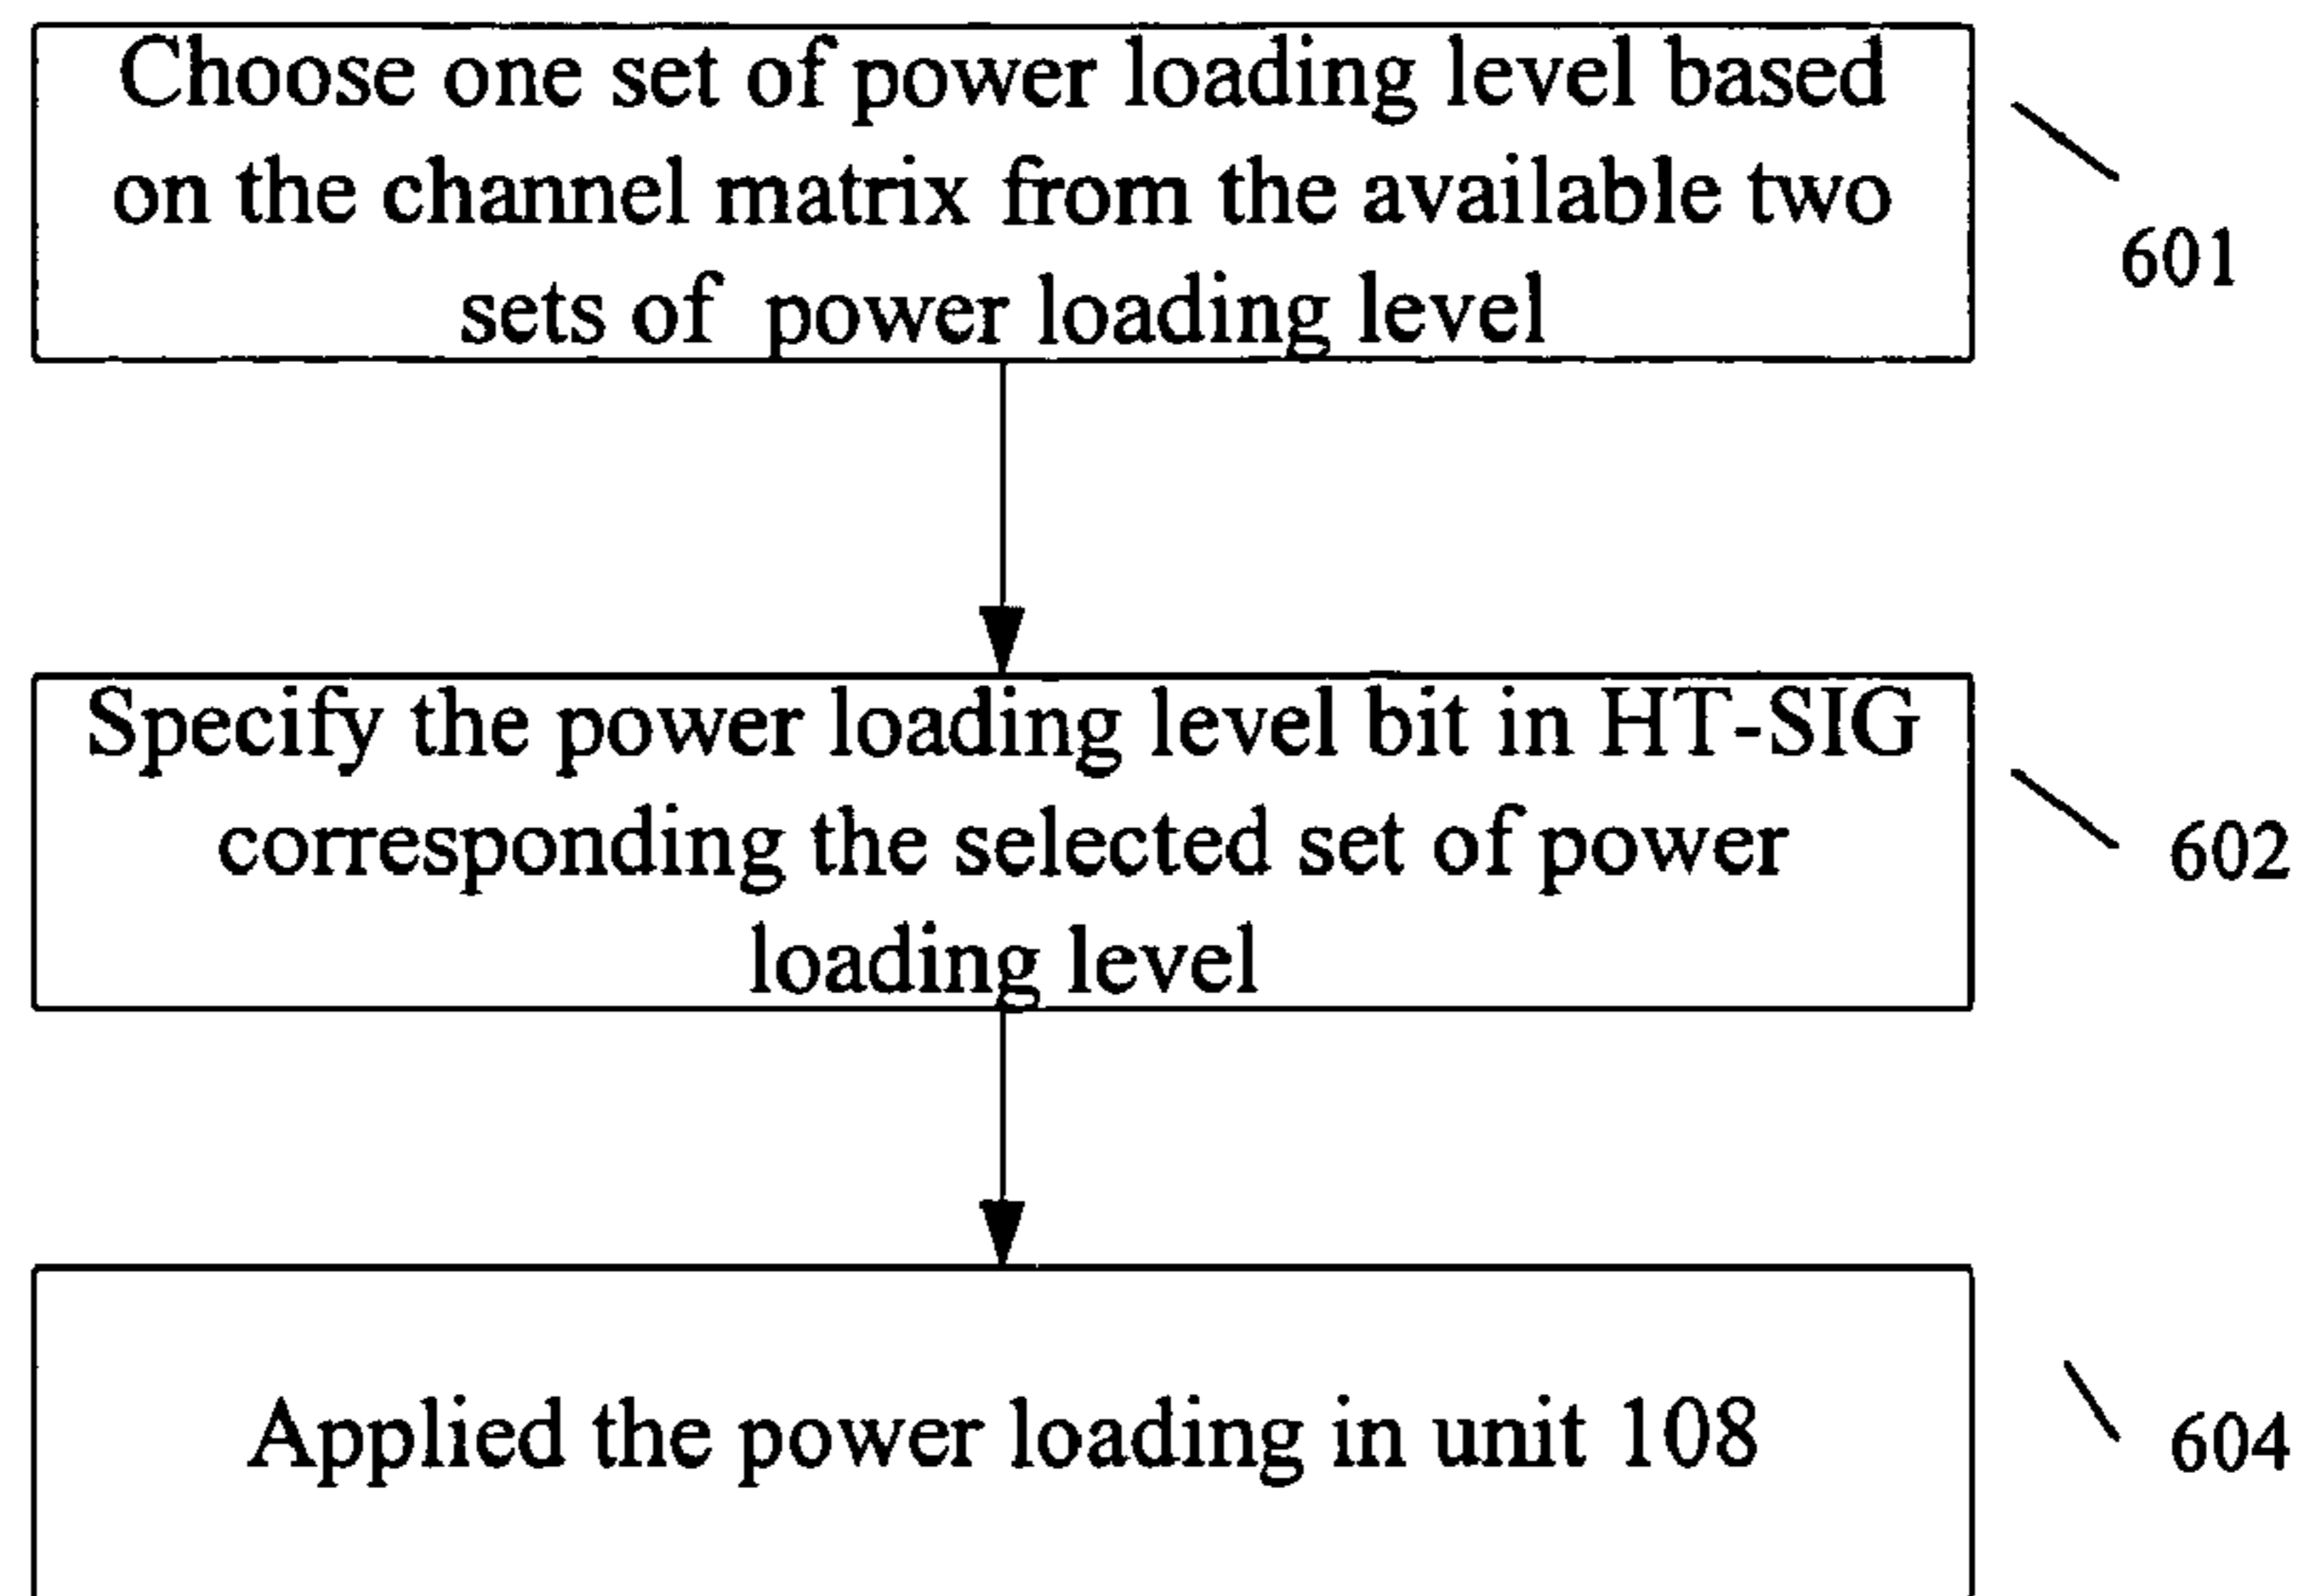 Choose one set of power loading level based
on the channel matrix from the available two
sets of power loading level
601
Specify the power loading level bit in HT-SIG
corresponding the selected set of power
loading level
602
Applied the power loading in unit 108
604